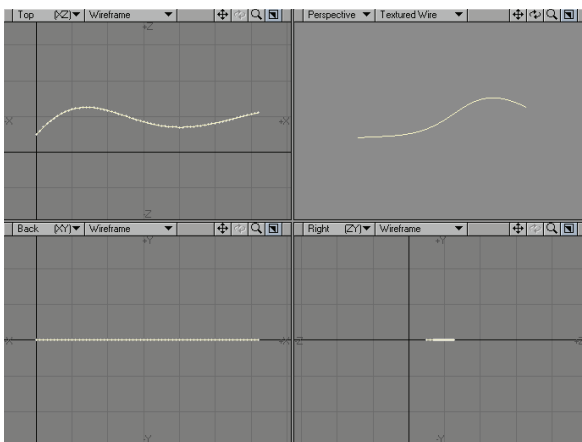 Top (XZ) Wireframe
Perspective Textured Wire
+Z
-X
+X
-Z
Back (XY) Wireframe
Right (ZY) Wireframe
+Y
+Y
-X
+X
-Z
+Z
-Y
-Y